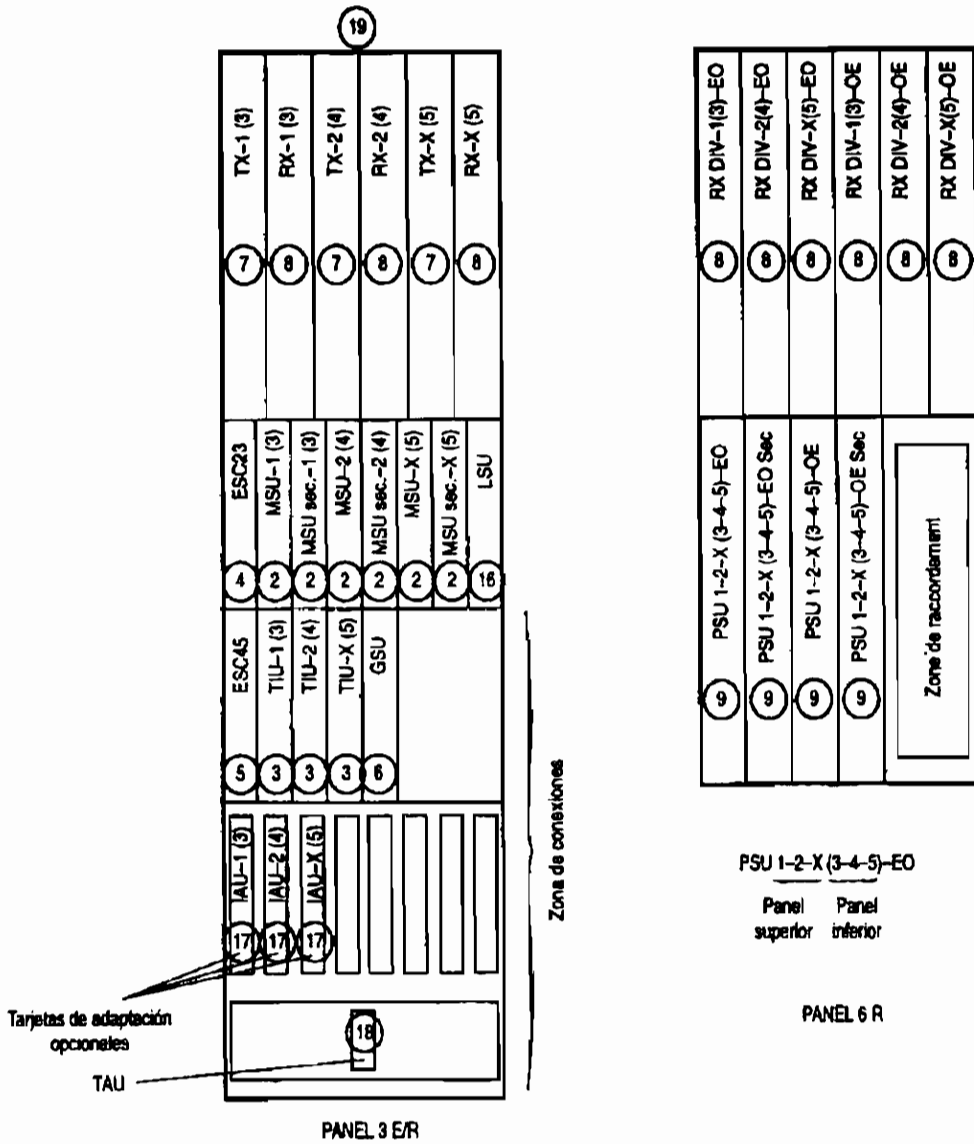 19
TX-1 (3)
RX-1 (3)
TX-2 (4)
RX-2 (4)
TX-X (5)
RX-X (5)
7
8
7
8
7
8
ESC23
MSU-1 (3)
MSU sec.-1 (3)
MSU-2 (4)
MSU sec.-2 (4)
MSU-X (5)
MSU sec.-X (5)
LSU
4
2
2
2
2
2
2
16
ESC45
TIU-1 (3)
TIU-2 (4)
TIU-X (5)
GSU
5
3
3
3
6
IAU-1 (3)
IAU-2 (4)
IAU-X (5)
17
17
17
18
Zona de conexiones
Tarjetas de adaptación
opcionales
TAU
PANEL 3 E/R
RX DIV-1(3)-EO
RX DIV-2(4)-EO
RX DIV-X(5)-EO
RX DIV-1(3)-OE
RX DIV-2(4)-OE
RX DIV-X(5)-OE
8
8
8
8
8
8
PSU 1-2-X (3-4-5)-EO
PSU 1-2-X (3-4-5)-EO Sec
PSU 1-2-X (3-4-5)-OE
PSU 1-2-X (3-4-5)-OE Sec
9
9
9
9
Zone de raccordement
PSU 1-2-X (3-4-5)-EO
Panel Panel
superior inferior
PANEL 6 R